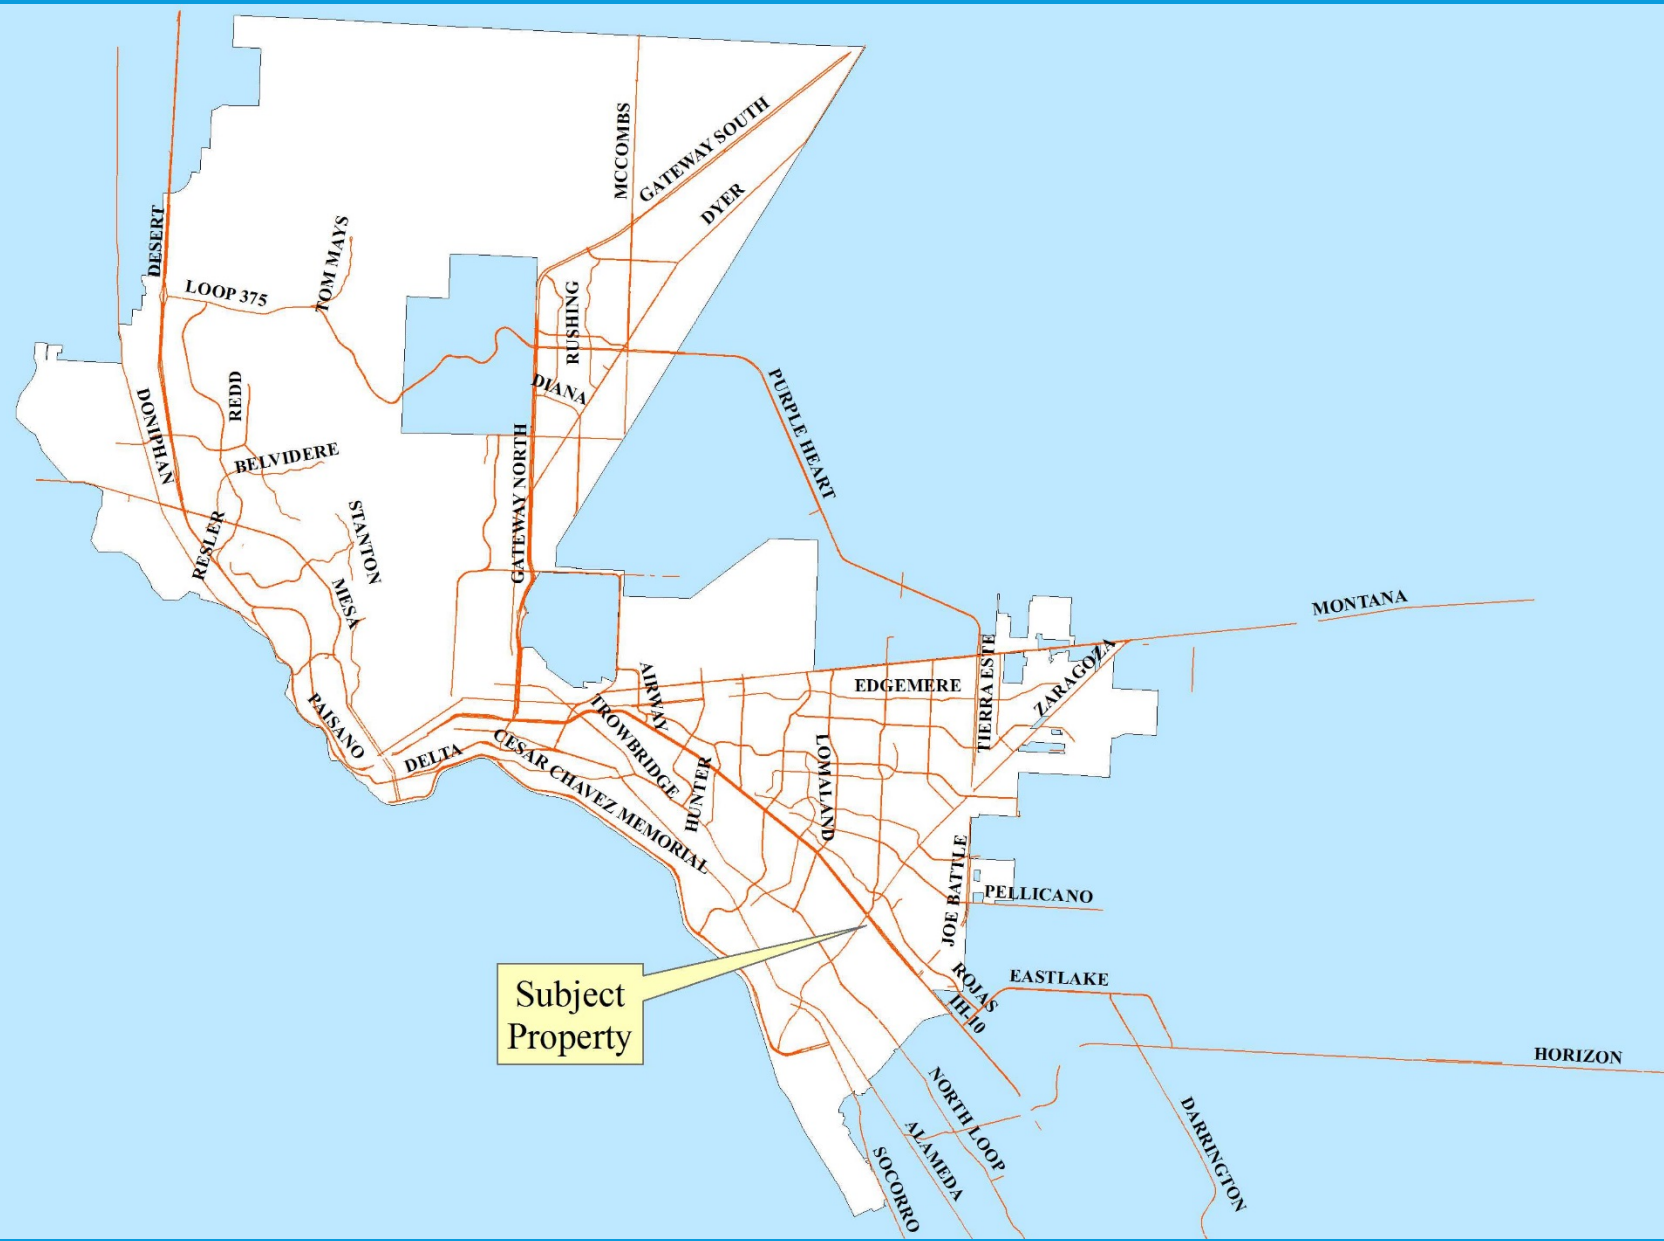 MCCOMBS
GATEWAY SOUTH
DYER
DESERT
TOM MAYS
LOOP 375
RUSHING
DIANA
REDD
PURPLE HEART
DONIPHAN
BELVIDERE
GATEWAY NORTH
STANTON
RESLER
MESA
MONTANA
TIERRA ESTE
ZARAGOZA
AIRWAY
EDGEMERE
PAISANO
TROWBRIDGE
DELTA
CESAR CHAVEZ MEMORIAL
HUNTER
LOMALAND
JOE BATTLE
PELLICANO
Subject
Property
ROJAS
EASTLAKE
IH-10
HORIZON
NORTH LOOP
ALAMEDA
DARRINGTON
SOCORRO